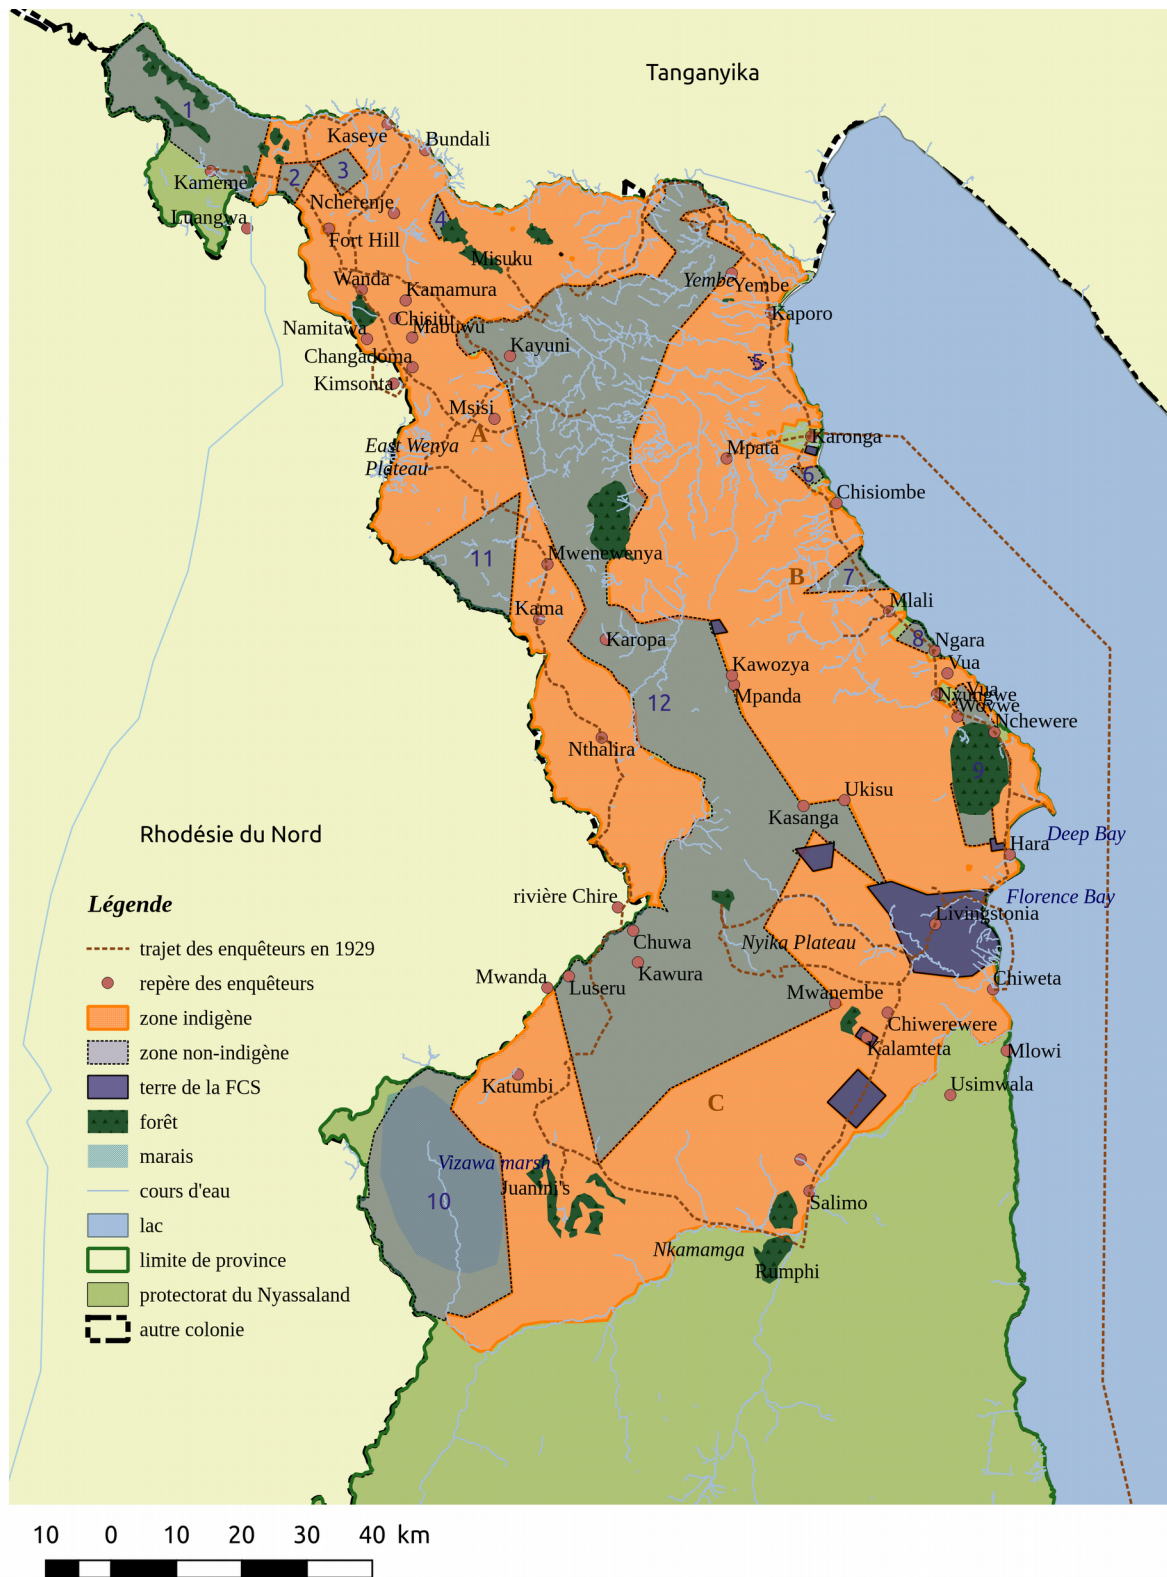 Tanganyika
1
Kaseye
Bundali
2
3
Kameme
Ncherenje
Luangwa
4
Fort Hill
Misuku
Wanda
Yembe
Yembe
Kamamura
Kaporo
Chisitu
Namitawa
Mabuwu
Kayuni
Changadoma
5
Kimsonta
Msisi
A
Karonga
East Wenya
Plateau
Mpata
6
Chisiombe
11
Mwenewenya
B
7
Kama
Mlali
Karopa
8
Ngara
Kawozya
Vua
Mpanda
Vua
Nyungwe
12
Wovwe
Nchewere
Nthalira
9
Ukisu
Kasanga
Rhodésie du Nord
Deep Bay
Hara
rivière Chire
Florence Bay
Livingstonia
Légende
Chuwa
Nyika Plateau
trajet des enquêteurs en 1929
Mwanda
Kawura
Chiweta
repère des enquêteurs
Luseru
Mwanembe
zone indigène
Chiwerewere
zone non-indigène
Kalamteta
Mlowi
terre de la FCS
Katumbi
Usimwala
forêt
C
marais
Vizawa marsh
cours d'eau
10
Juanini's
Salimo
lac
limite de province
Nkamamga
Rumphi
protectorat du Nyassaland
autre colonie
10 0 10 20 30 40 km